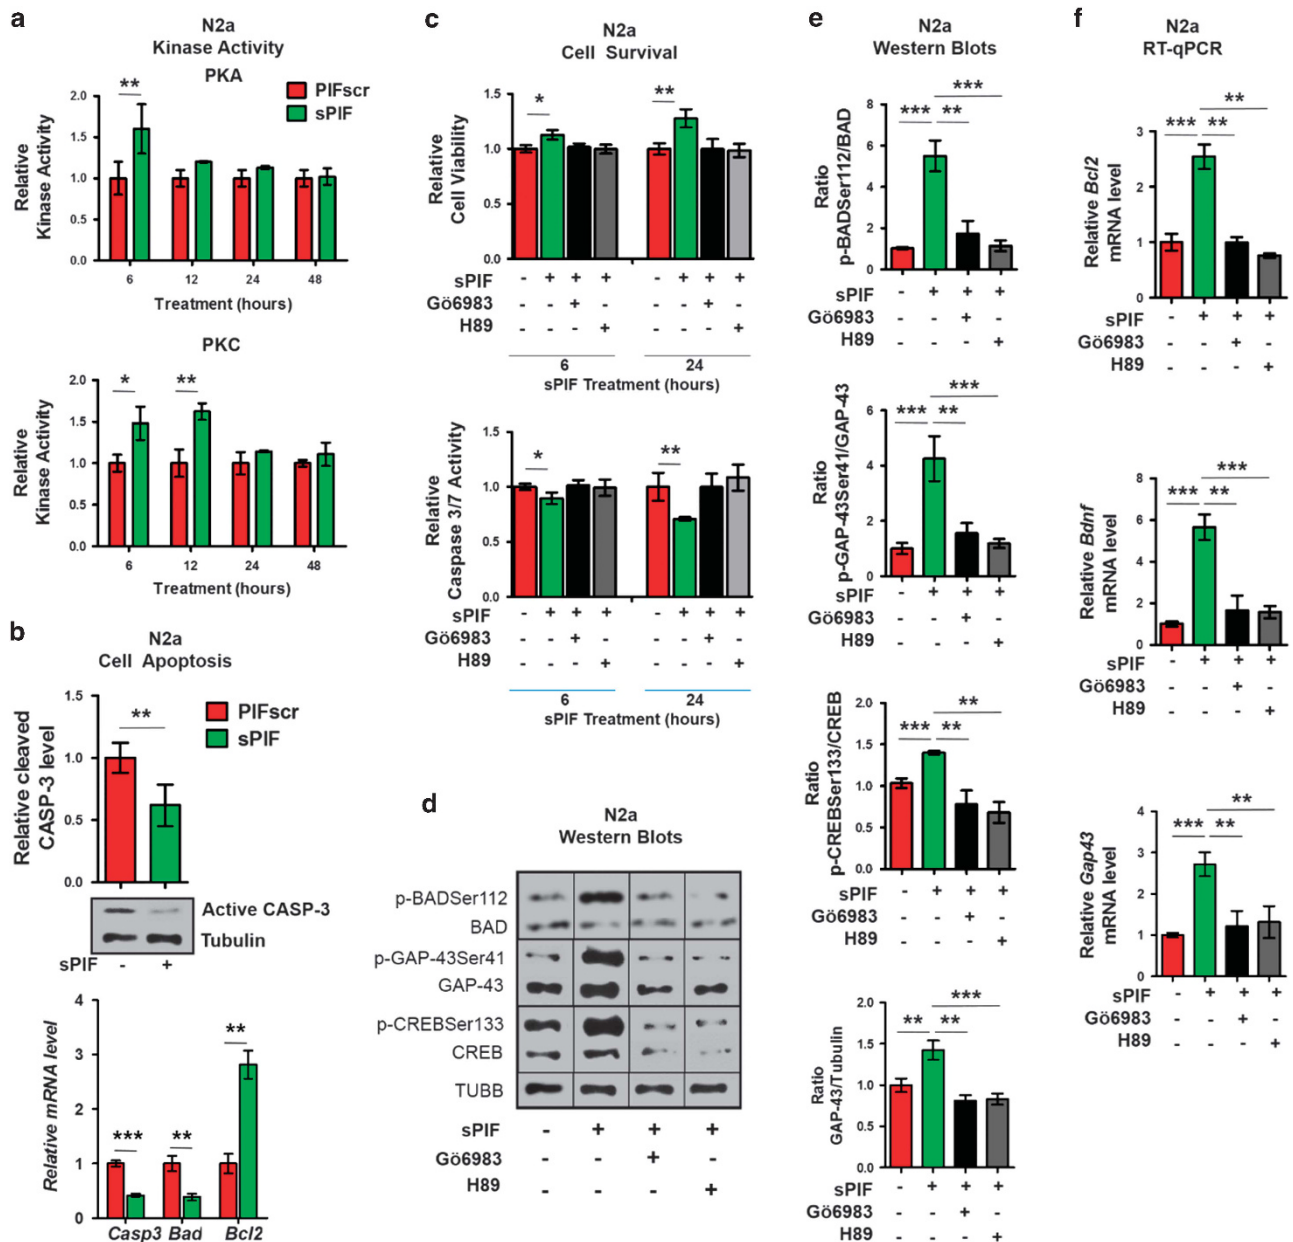 a
N2a
Kinase Activity
PKA
** 
PIFscr
sPIF
Relative
Kinase Activity
2.0
1.5
1.0
0.5
0.0
6 12 24 48
Treatment (hours)
PKC
* **
Relative
Kinase Activity
2.0
1.5
1.0
0.5
0.0
6 12 24 48
Treatment (hours)
b
N2a
Cell Apoptosis
**
PIFscr
sPIF
Relative cleaved
CASP-3 level
1.5
1.0
0.5
0.0
Active CASP-3
Tubulin
sPIF - +
Relative mRNA level
4
3
2
1
0
*** ** **
Casp3 Bad Bcl2
c
N2a
Cell Survival
Relative
Cell Viability
1.5
1.0
0.5
0.0
* **
sPIF - + + + - + + +
Gö6983 - - + - - - + -
H89 - - - + - - - +
6 24
sPIF Treatment (hours)
Relative
Caspase 3/7 Activity
1.5
1.0
0.5
0.0
* **
sPIF - + + + - + + +
Gö6983 - - + - - - + -
H89 - - - + - - - +
6 24
sPIF Treatment (hours)
d
N2a
Western Blots
p-BADSer112
BAD
p-GAP-43Ser41
GAP-43
p-CREBSer133
CREB
TUBB
sPIF - + + +
Gö6983 - - + -
H89 - - - +
e
N2a
Western Blots
***
*** **
Ratio
p-BADSer112/BAD
8
6
4
2
0
sPIF - + + +
Gö6983 - - + -
H89 - - - +
***
*** **
Ratio
p-GAP-43Ser41/GAP-43
6
4
2
0
sPIF - + + +
Gö6983 - - + -
H89 - - - +
**
*** **
Ratio
p-CREBSer133/CREB
2.0
1.5
1.0
0.5
0.0
sPIF - + + +
Gö6983 - - + -
H89 - - - +
***
** **
Ratio
GAP-43/Tubulin
2.0
1.5
1.0
0.5
0.0
sPIF - + + +
Gö6983 - - + -
H89 - - - +
f
N2a
RT-qPCR
**
*** **
Relative Bcl2
mRNA level
3
2
1
0
sPIF - + + +
Gö6983 - - + -
H89 - - - +
***
*** **
Relative Bdnf
mRNA level
8
6
4
2
0
sPIF - + + +
Gö6983 - - + -
H89 - - - +
**
*** **
Relative Gap43
mRNA level
4
3
2
1
0
sPIF - + + +
Gö6983 - - + -
H89 - - - +